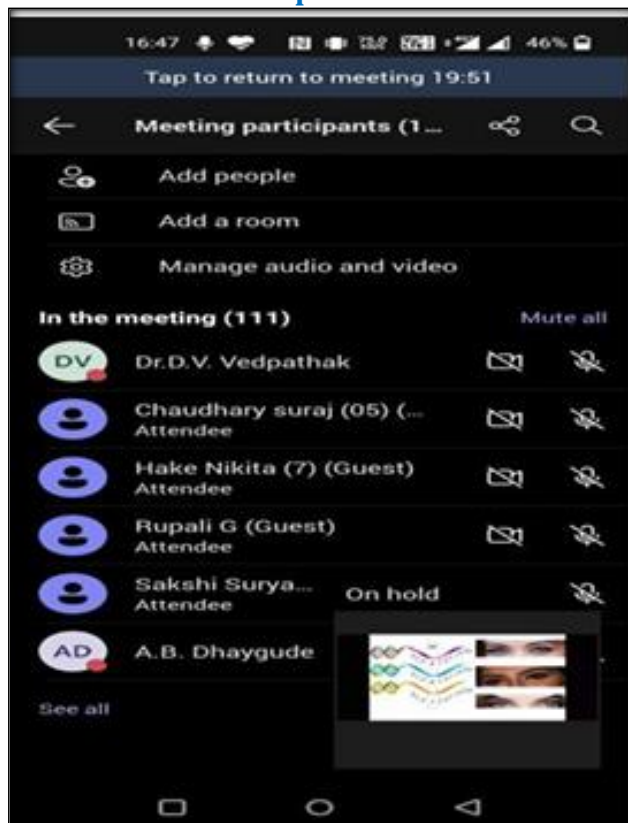 16:47 46%
Tap to return to meeting 19:51
Meeting participants (1...
Add people
Add a room
Manage audio and video
In the meeting (111) Mute all
DV Dr.D.V. Vedpathak
Chaudhary suraj (05) (...
Attendee
Hake Nikita (7) (Guest)
Attendee
Rupali G (Guest)
Attendee
Sakshi Surya... On hold
Attendee
AD A.B. Dhaygude
See all